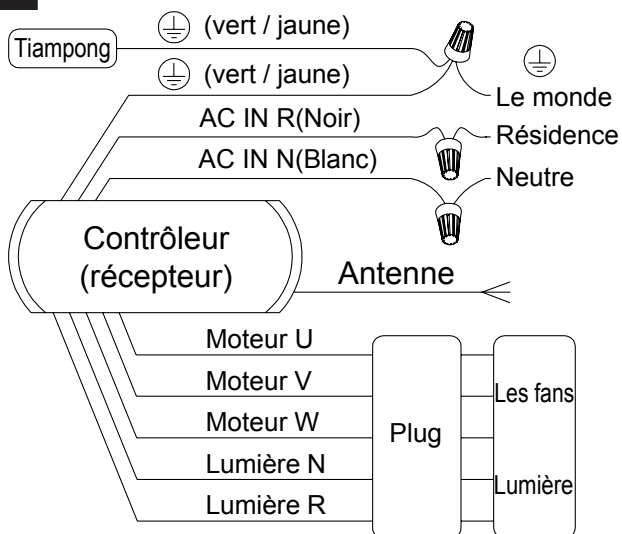 (vert / jaune)
Tiampong
(vert / jaune)
Le monde
AC IN R(Noir)
Résidence
AC IN N(Blanc)
Neutre
Contrôleur
(récepteur)
Antenne
Moteur U
Moteur V
Moteur W
Lumière N
Lumière R
Plug
Les fans
Lumière